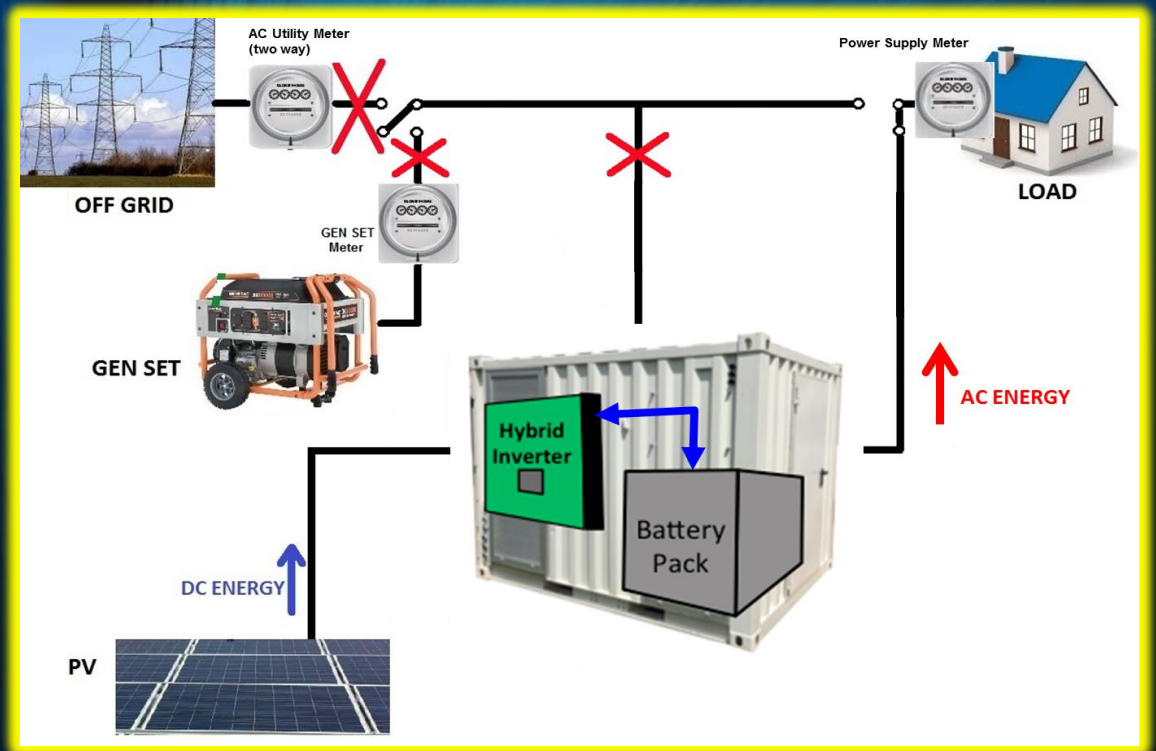 AC Utility Meter
(two way)
Power Supply Meter
OFF GRID
LOAD
GEN SET
Meter
GEN SET
AC ENERGY
Hybrid
Inverter
Battery
Pack
DC ENERGY
PV